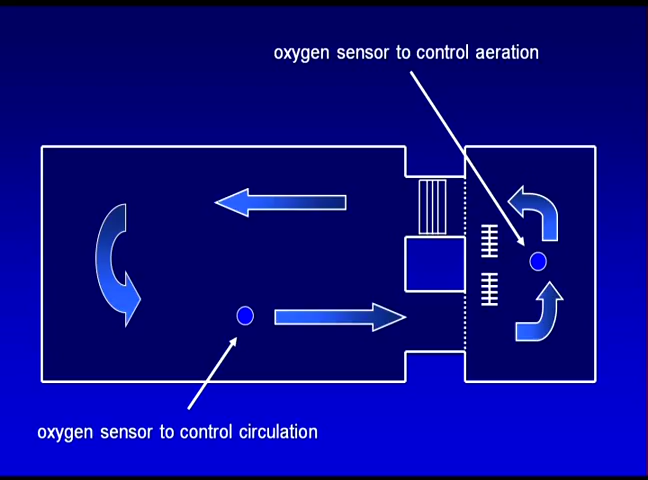 oxygen sensor to control aeration
oxygen sensor to control circulation